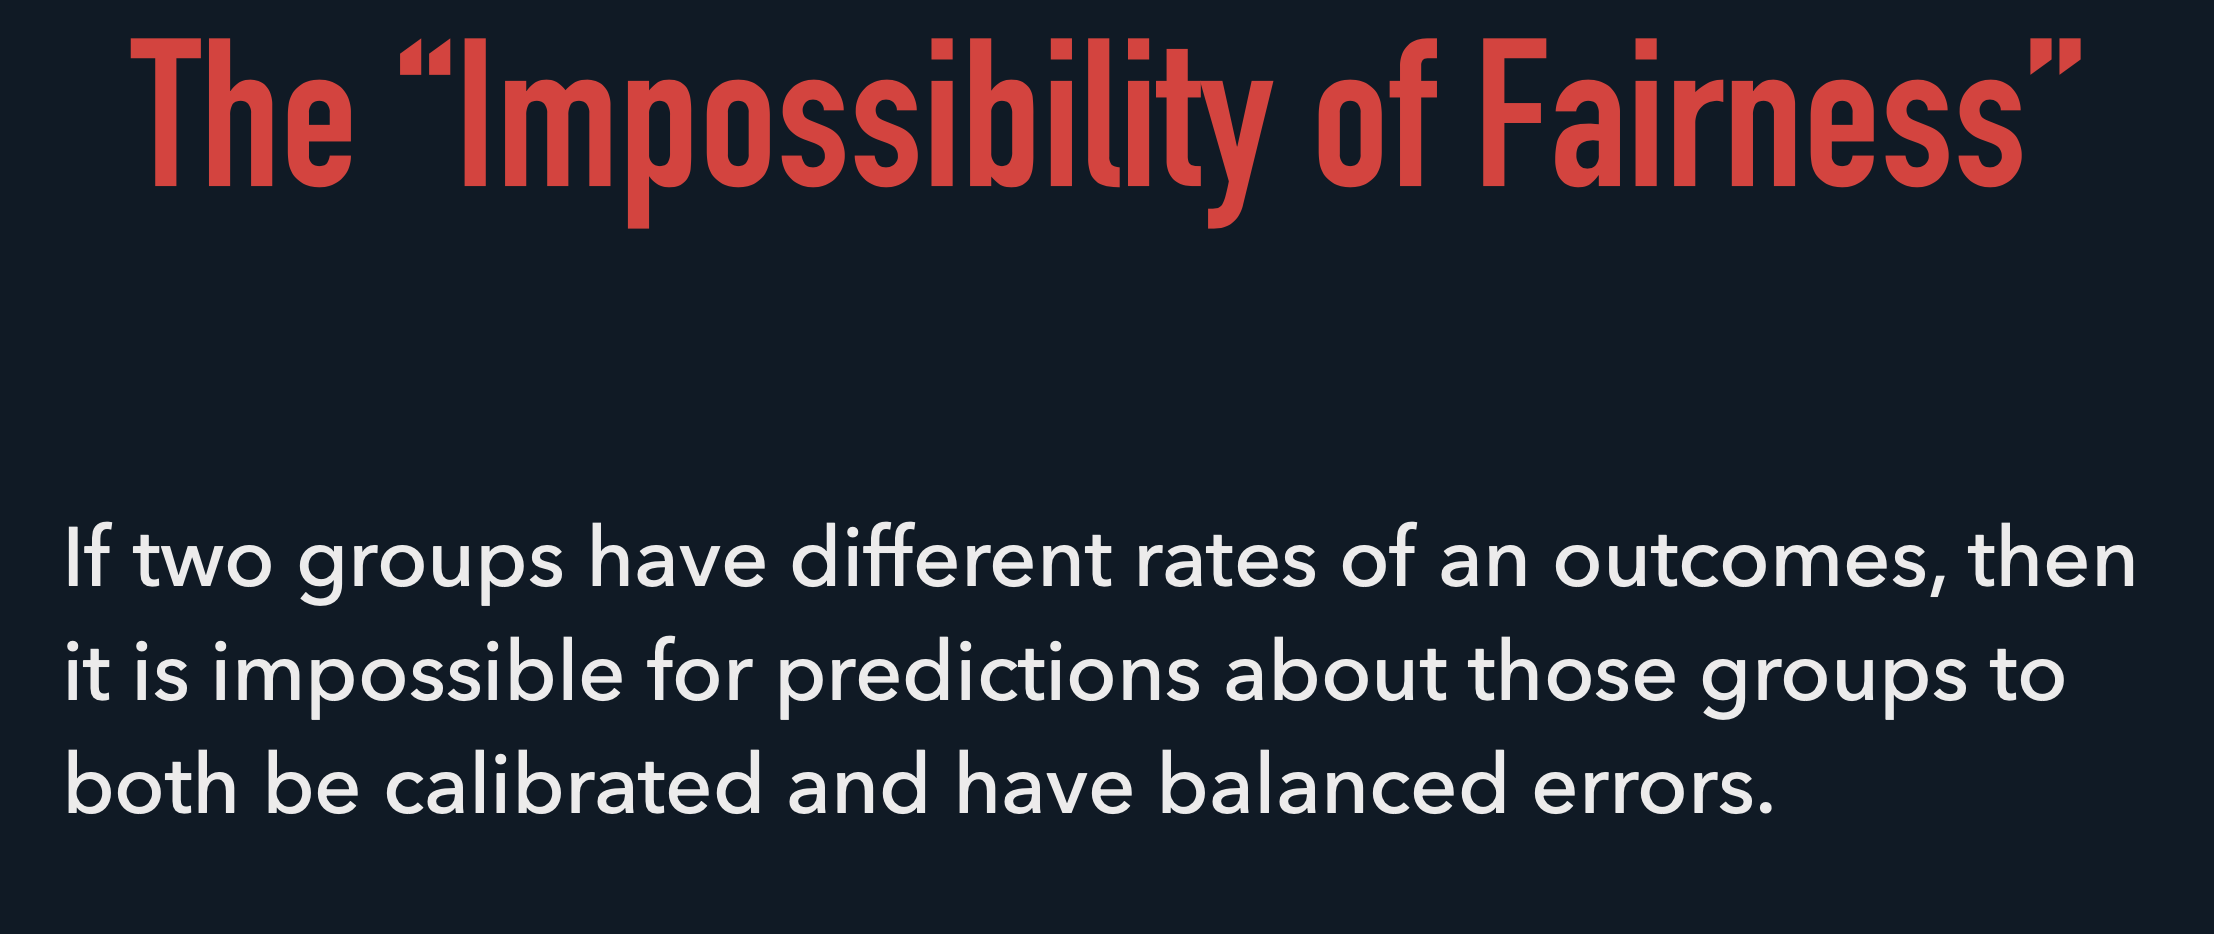 The “Impossibility of Fairness”
If two groups have different rates of an outcomes, then
it is impossible for predictions about those groups to
both be calibrated and have balanced errors.